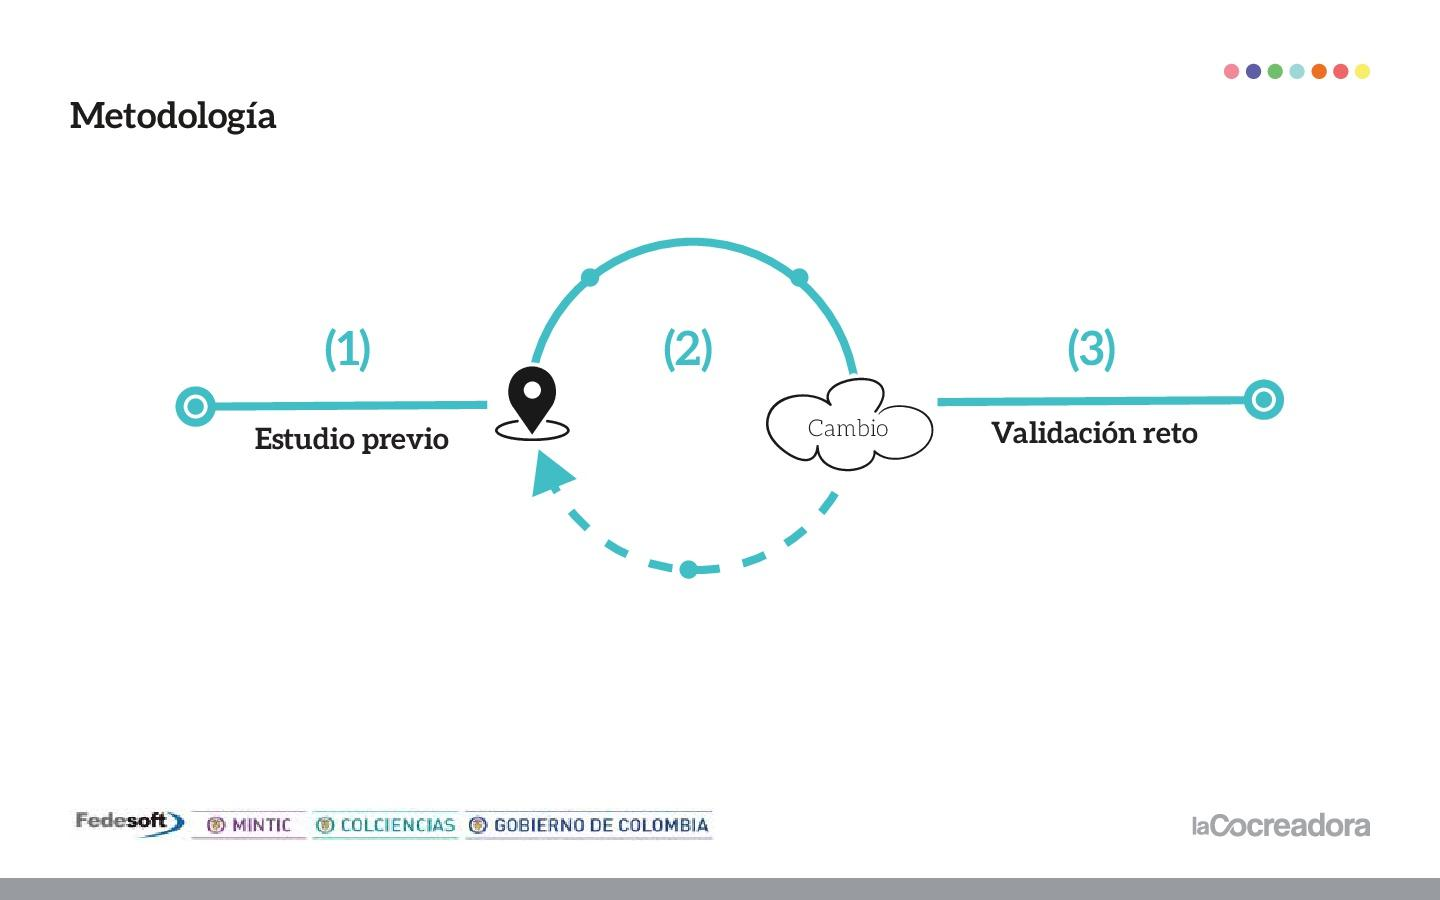 Metodología
(1)
(2)
(3)
Estudio previo
Cambio
Validación reto
Fedesoft MINTIC COLCIENCIAS GOBIERNO DE COLOMBIA
laCocreadora